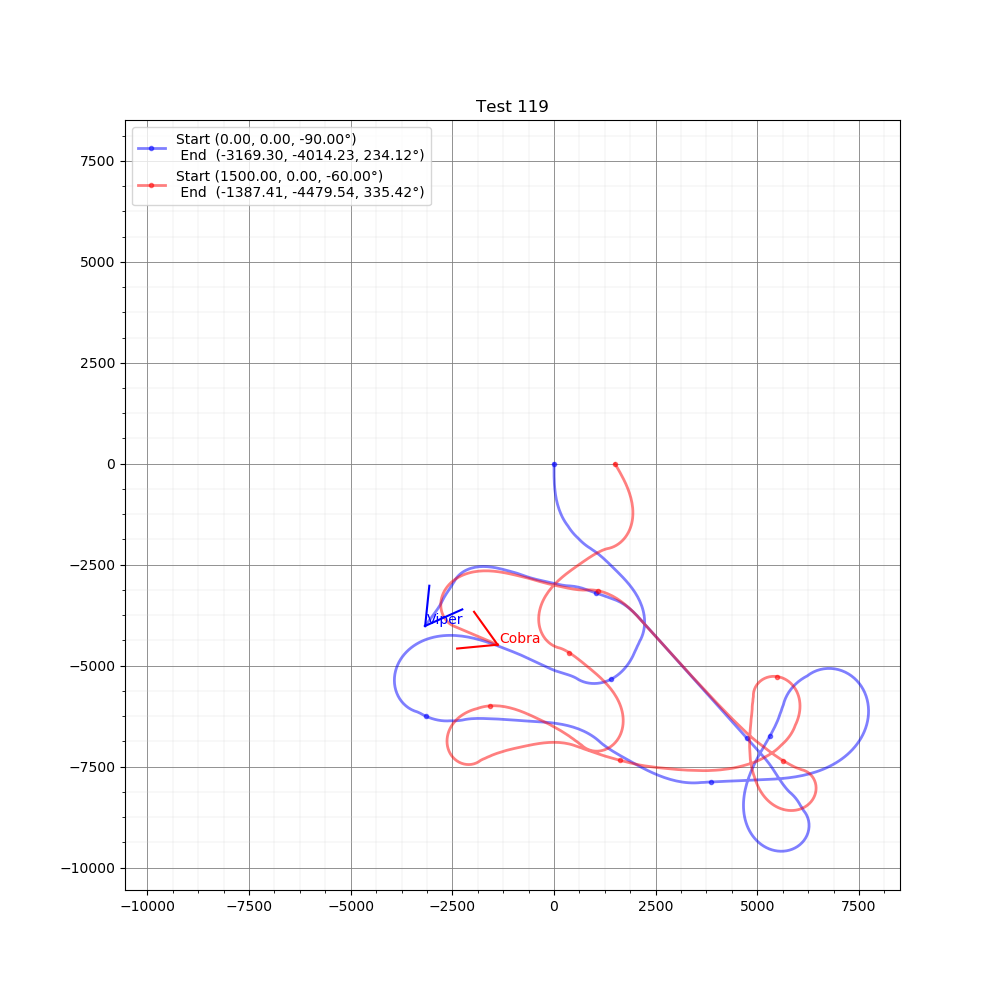 Test 119
Start (0.00, 0.00, -90.00°)
End (-3169.30, -4014.23, 234.12°)
Start (1500.00, 0.00, -60.00°)
End (-1387.41, -4479.54, 335.42°)
7500
5000
2500
0
−2500
−5000
−7500
−10000
Viper
Cobra
−10000 −7500 −5000 −2500 0 2500 5000 7500